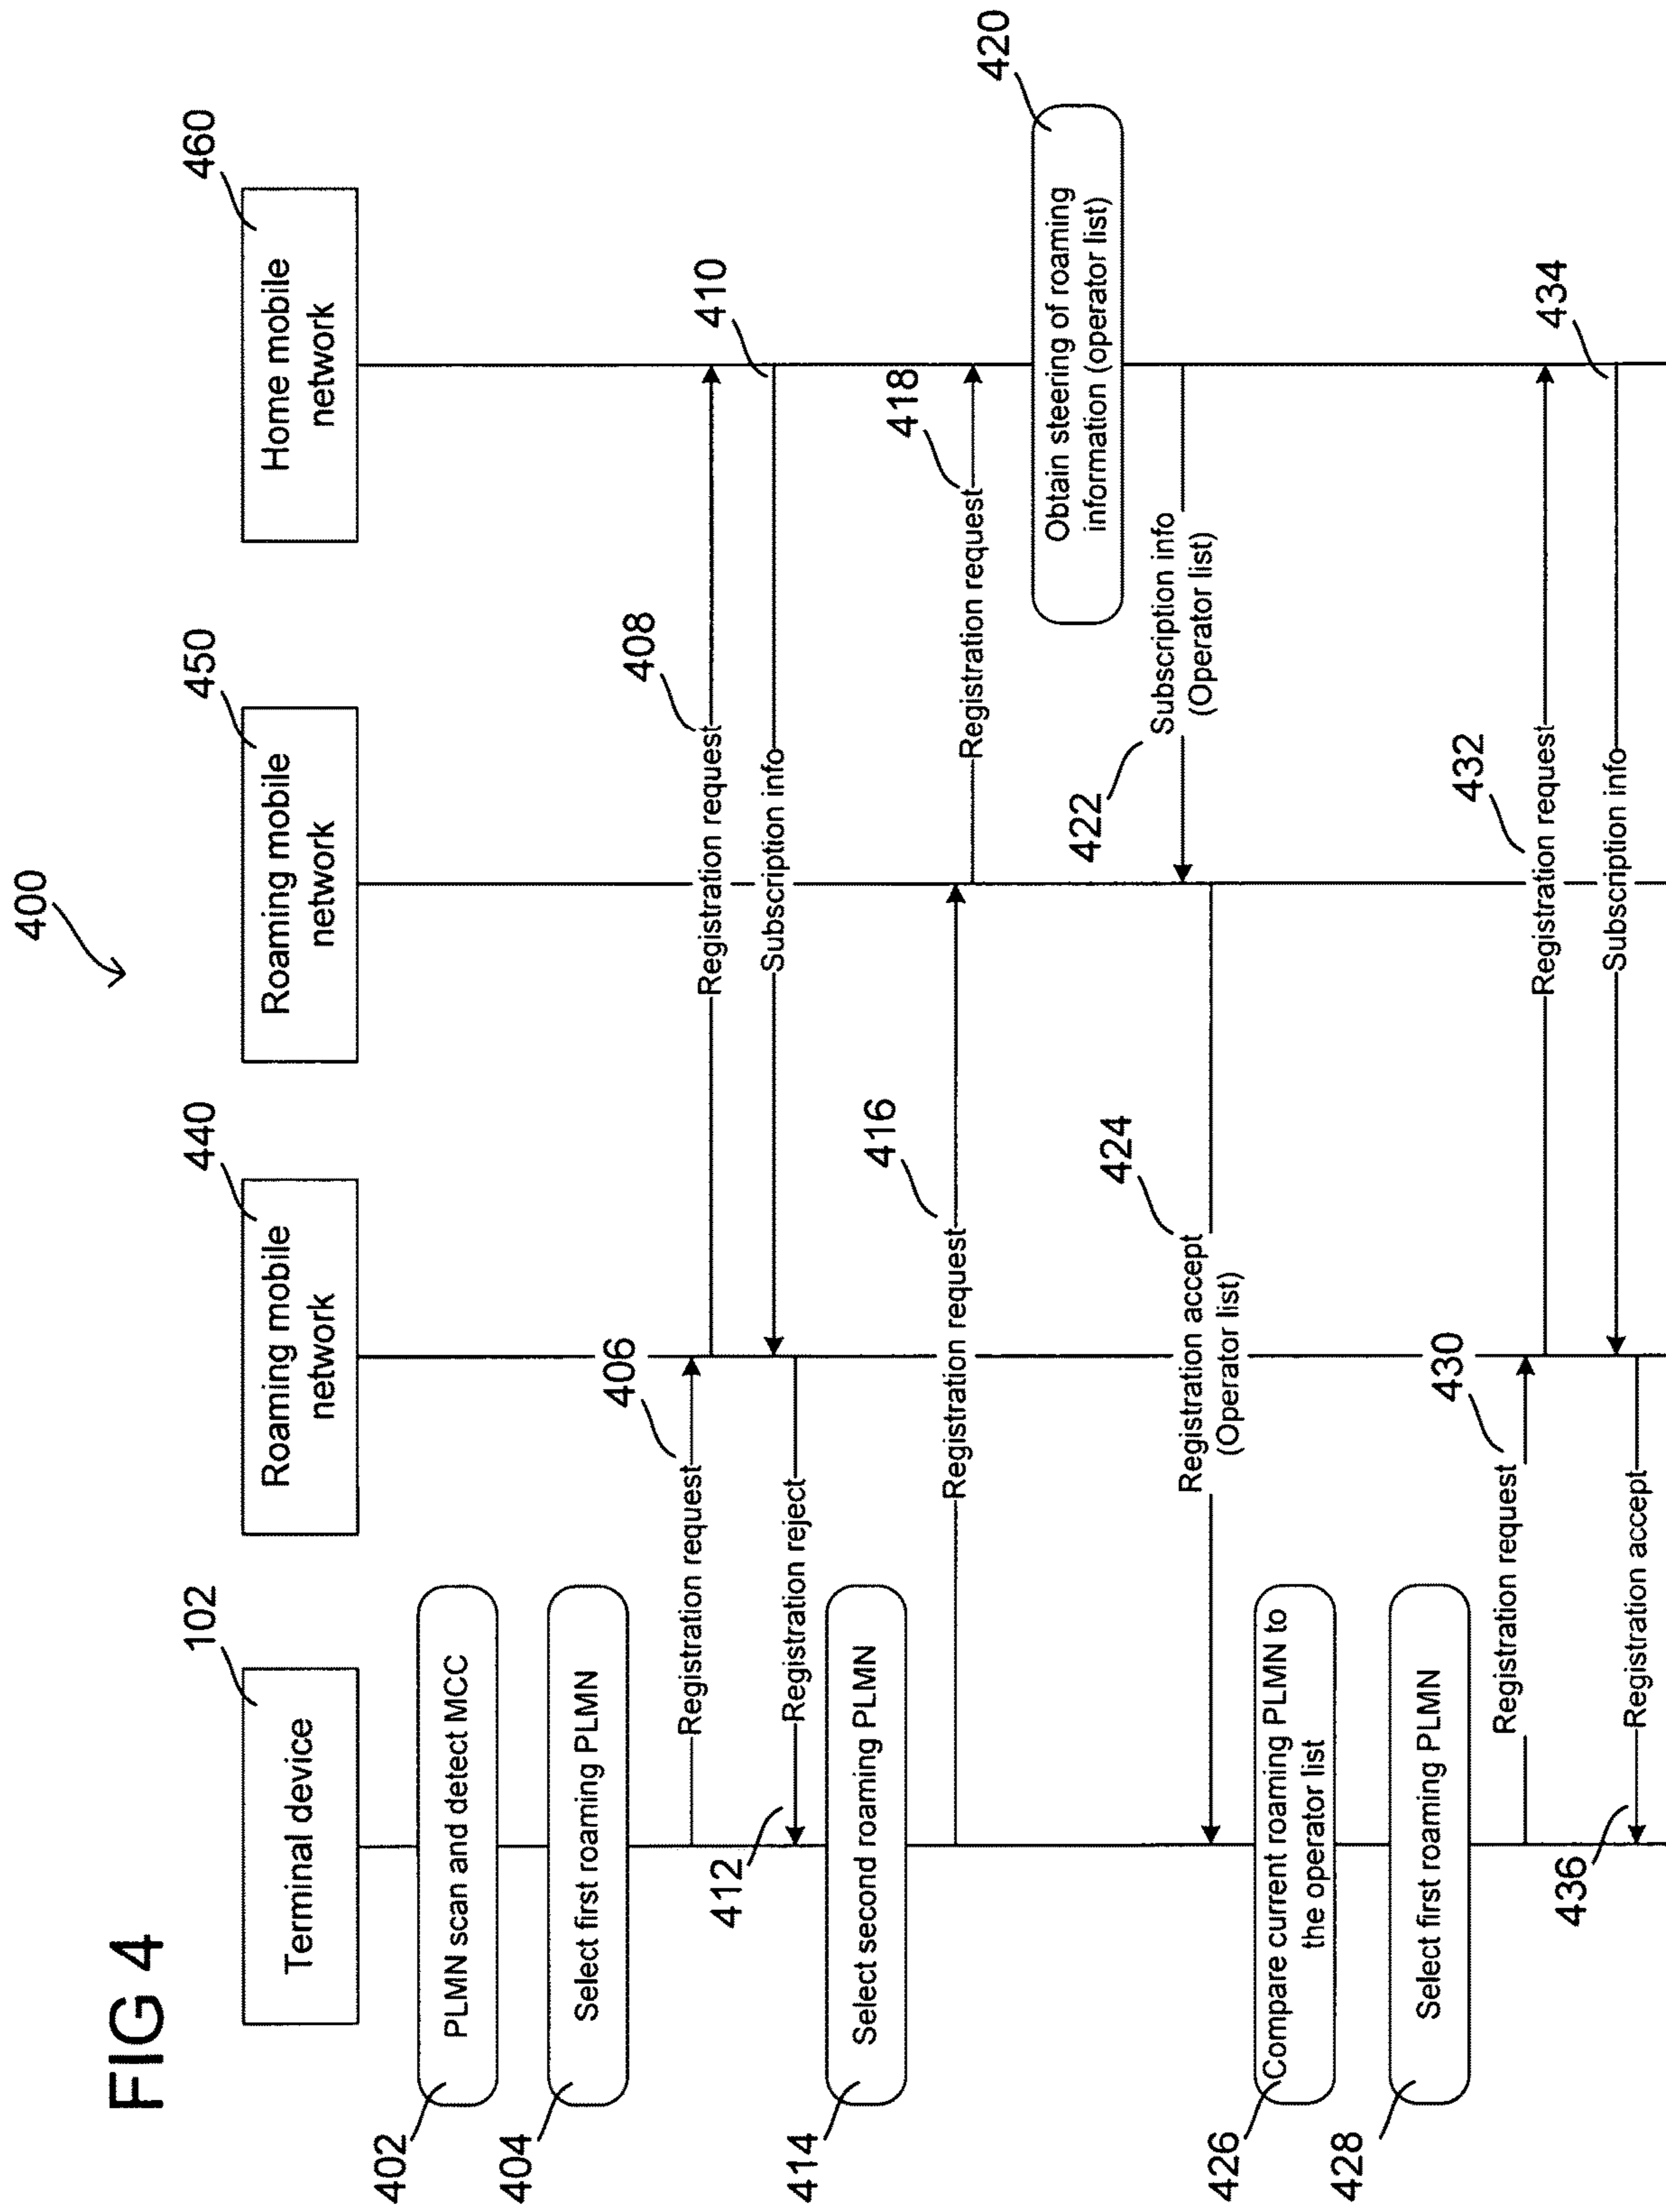 FIG 4
400
102
440
450
460
Terminal device
Roaming mobile
network
Roaming mobile
network
Home mobile
network
402
PLMN scan and detect MCC
404
Select first roaming PLMN
406
Registration request
408
Registration request
410
Subscription info
412
Registration reject
414
Select second roaming PLMN
416
Registration request
418
Registration request
420
Obtain steering of roaming
information (operator list)
422
Subscription info
(Operator list)
424
Registration accept
(Operator list)
426
Compare current roaming PLMN to
the operator list
428
Select first roaming PLMN
430
Registration request
432
Registration request
434
Subscription info
436
Registration accept